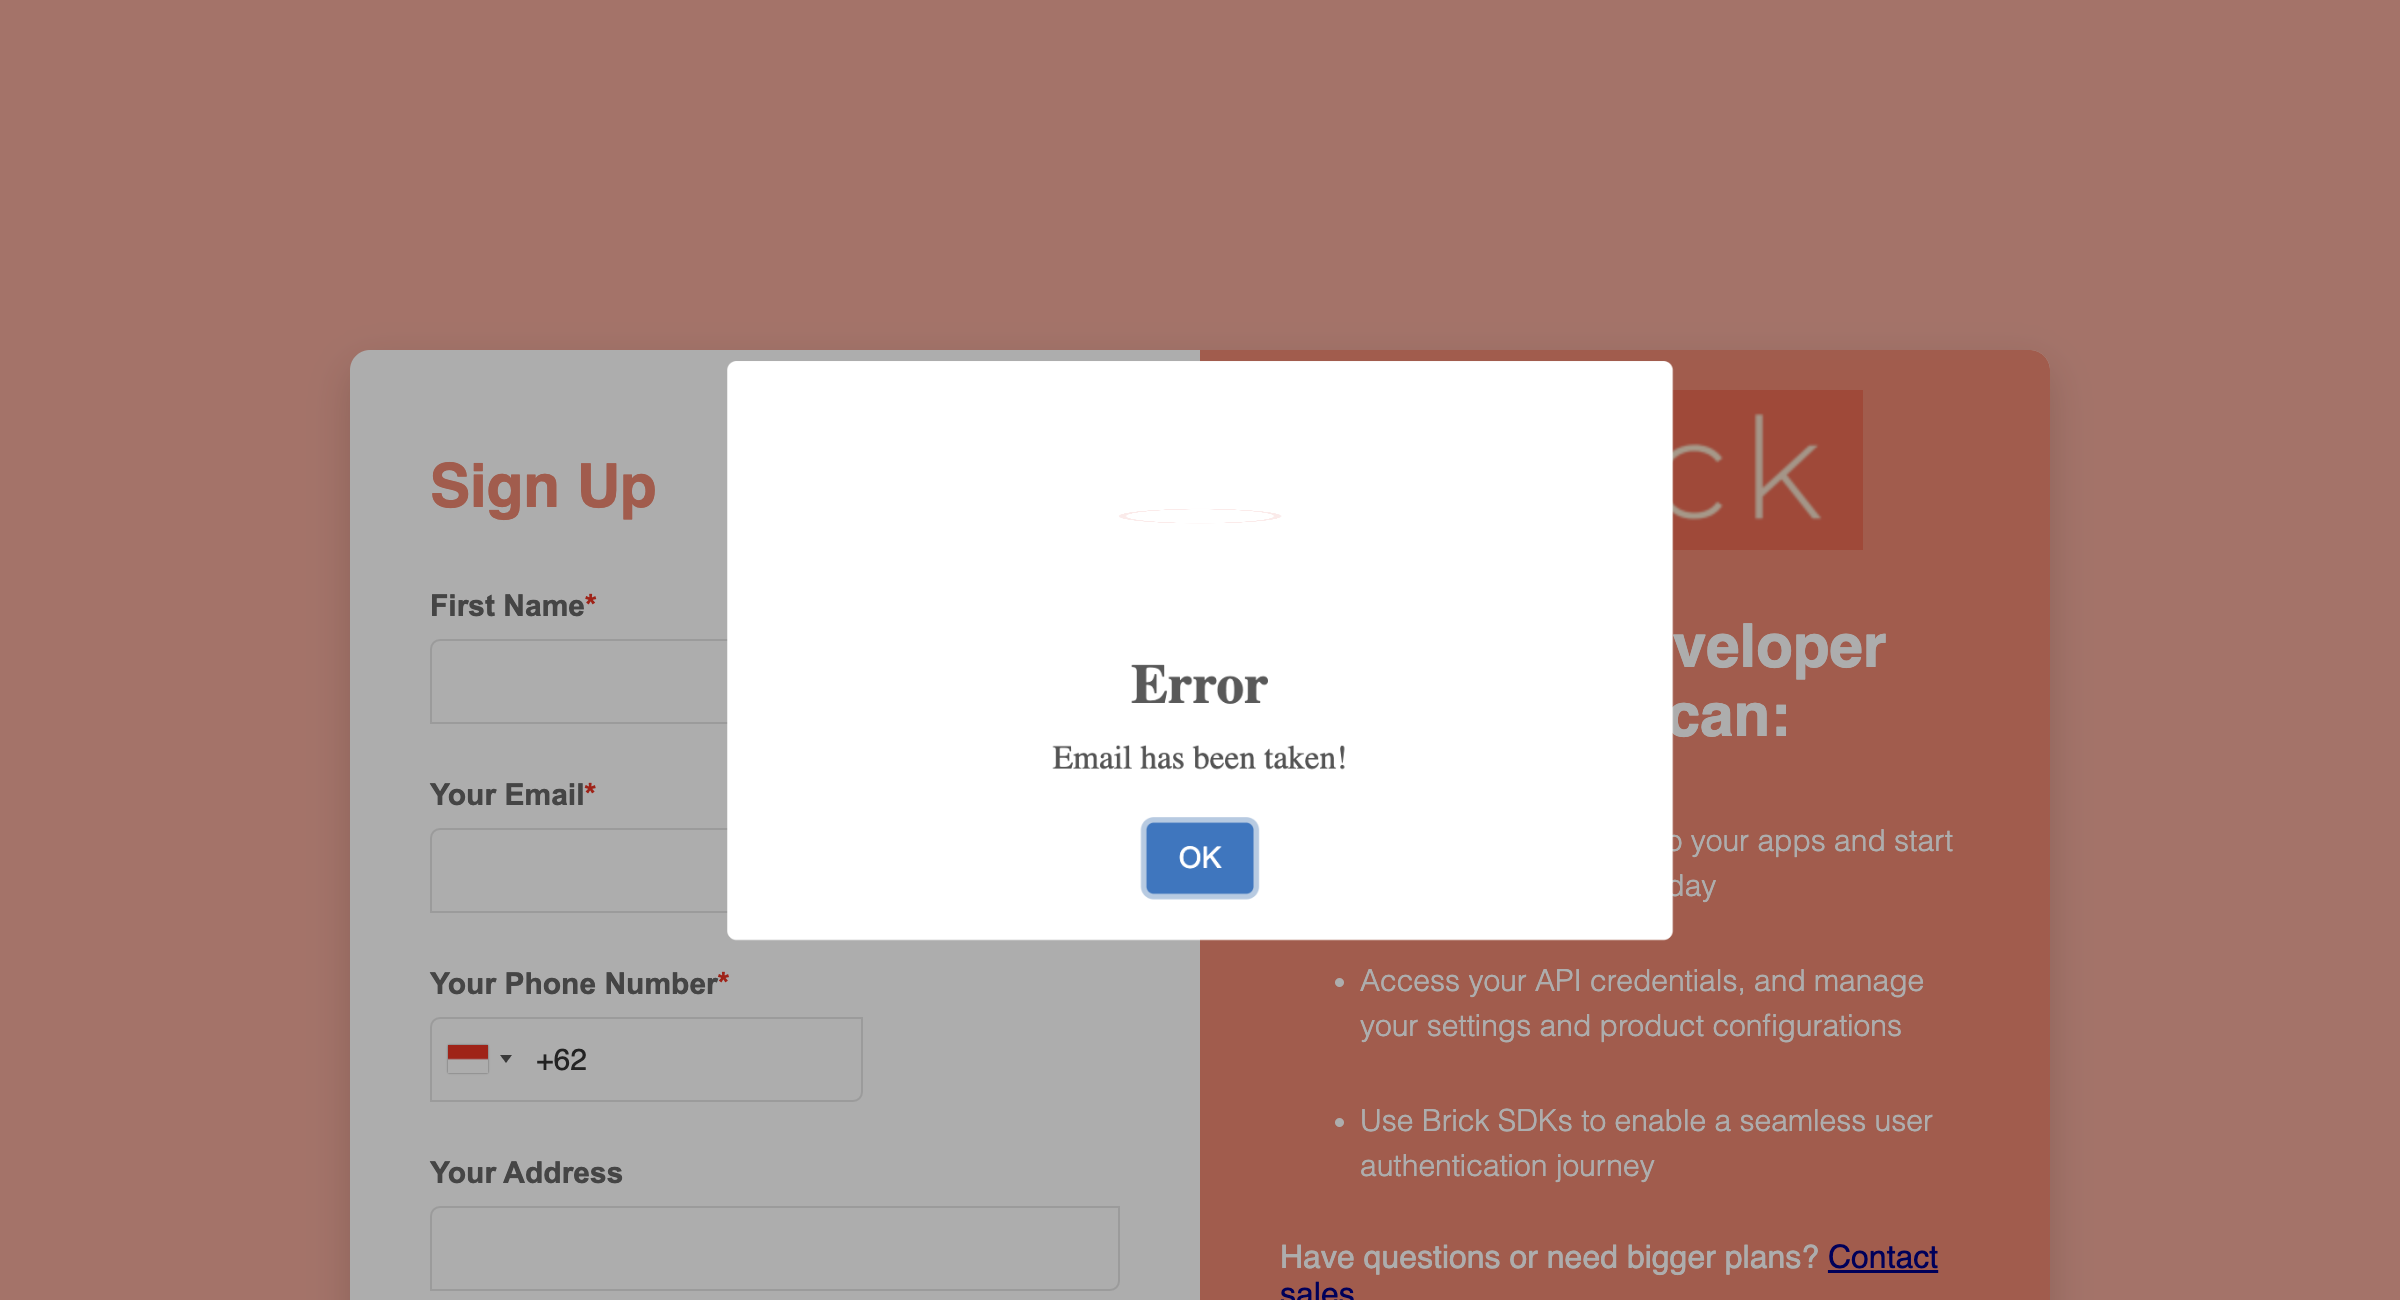 Sign Up
First Name*
Your Email*
Your Phone Number*
+62
Your Address
Error
Email has been taken!
OK
ck
veloper
can:
your apps and start
day
Access your API credentials, and manage
your settings and product configurations
Use Brick SDKs to enable a seamless user
authentication journey
Have questions or need bigger plans? Contact
sales